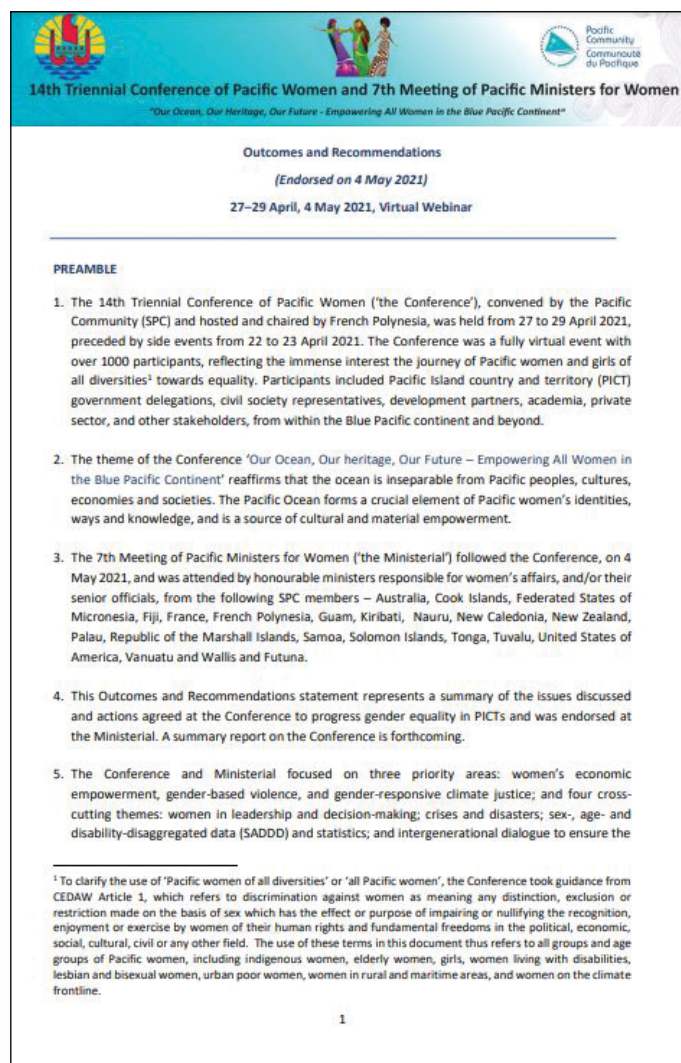 Pacific
Community
Communauté
du Pacifique
14th Triennial Conference of Pacific Women and 7th Meeting of Pacific Ministers for Women
"Our Ocean, Our Heritage, Our Future - Empowering All Women in the Blue Pacific Continent"
Outcomes and Recommendations
(Endorsed on 4 May 2021)
27–29 April, 4 May 2021, Virtual Webinar
PREAMBLE
1. The 14th Triennial Conference of Pacific Women ('the Conference'), convened by the Pacific
Community (SPC) and hosted and chaired by French Polynesia, was held from 27 to 29 April 2021,
preceded by side events from 22 to 23 April 2021. The Conference was a fully virtual event with
over 1000 participants, reflecting the immense interest the journey of Pacific women and girls of
all diversities¹ towards equality. Participants included Pacific Island country and territory (PICT)
government delegations, civil society representatives, development partners, academia, private
sector, and other stakeholders, from within the Blue Pacific continent and beyond.
2. The theme of the Conference 'Our Ocean, Our heritage, Our Future – Empowering All Women in
the Blue Pacific Continent' reaffirms that the ocean is inseparable from Pacific peoples, cultures,
economies and societies. The Pacific Ocean forms a crucial element of Pacific women's identities,
ways and knowledge, and is a source of cultural and material empowerment.
3. The 7th Meeting of Pacific Ministers for Women ('the Ministerial') followed the Conference, on 4
May 2021, and was attended by honourable ministers responsible for women's affairs, and/or their
senior officials, from the following SPC members – Australia, Cook Islands, Federated States of
Micronesia, Fiji, France, French Polynesia, Guam, Kiribati, Nauru, New Caledonia, New Zealand,
Palau, Republic of the Marshall Islands, Samoa, Solomon Islands, Tonga, Tuvalu, United States of
America, Vanuatu and Wallis and Futuna.
4. This Outcomes and Recommendations statement represents a summary of the issues discussed
and actions agreed at the Conference to progress gender equality in PICTs and was endorsed at
the Ministerial. A summary report on the Conference is forthcoming.
5. The Conference and Ministerial focused on three priority areas: women's economic
empowerment, gender-based violence, and gender-responsive climate justice; and four cross-
cutting themes: women in leadership and decision-making; crises and disasters; sex-, age- and
disability-disaggregated data (SADDD) and statistics; and intergenerational dialogue to ensure the
¹ To clarify the use of 'Pacific women of all diversities' or 'all Pacific women', the Conference took guidance from
CEDAW Article 1, which refers to discrimination against women as meaning any distinction, exclusion or
restriction made on the basis of sex which has the effect or purpose of impairing or nullifying the recognition,
enjoyment or exercise by women of their human rights and fundamental freedoms in the political, economic,
social, cultural, civil or any other field. The use of these terms in this document thus refers to all groups and age
groups of Pacific women, including indigenous women, elderly women, girls, women living with disabilities,
lesbian and bisexual women, urban poor women, women in rural and maritime areas, and women on the climate
frontline.
1